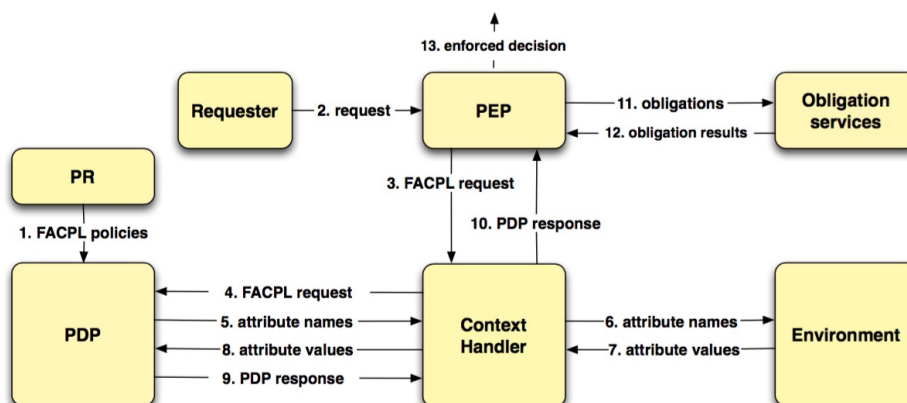 13. enforced decision
Requester
2. request
PEP
11. obligations
12. obligation results
Obligation
services
PR
3. FACPL request
10. PDP response
1. FACPL policies
PDP
4. FACPL request
5. attribute names
8. attribute values
9. PDP response
Context
Handler
6. attribute names
7. attribute values
Environment